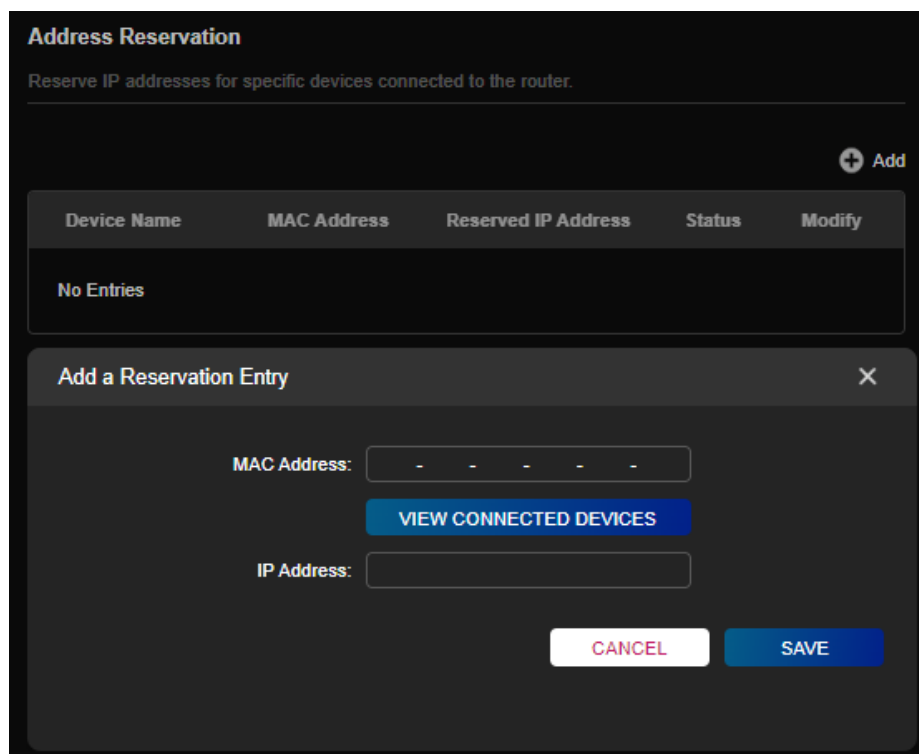 Address Reservation
Reserve IP addresses for specific devices connected to the router.
Add
Device Name MAC Address Reserved IP Address Status Modify
No Entries
Add a Reservation Entry
MAC Address: - - - - -
VIEW CONNECTED DEVICES
IP Address:
CANCEL SAVE